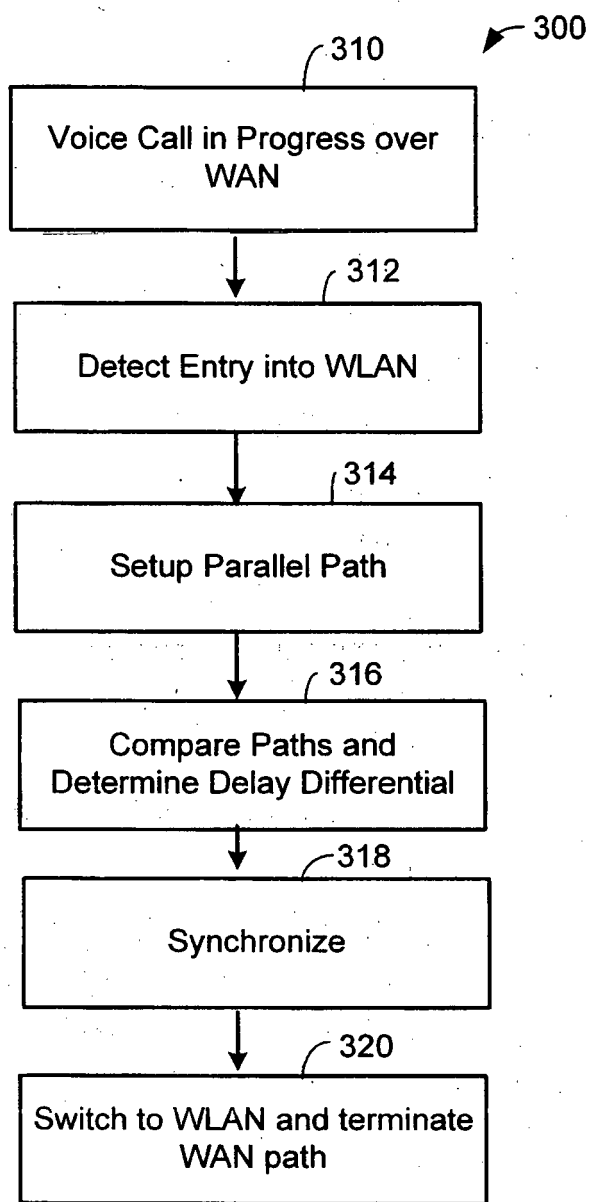 300
310
Voice Call in Progress over
WAN
312
Detect Entry into WLAN
314
Setup Parallel Path
316
Compare Paths and
Determine Delay Differential
318
Synchronize
320
Switch to WLAN and terminate
WAN path